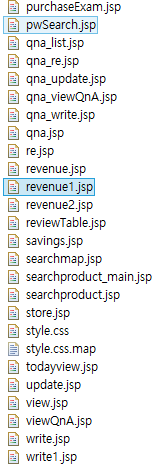 purchaseExam.jsp
pwSearch.jsp
qna_list.jsp
qna_re.jsp
qna_update.jsp
qna_viewQnA.jsp
qna_write.jsp
qna.jsp
re.jsp
revenue.jsp
revenue1.jsp
revenue2.jsp
reviewTable.jsp
savings.jsp
searchmap.jsp
searchproduct_main.jsp
searchproduct.jsp
store.jsp
style.css
style.css.map
todayview.jsp
update.jsp
view.jsp
viewQnA.jsp
write.jsp
write1.jsp